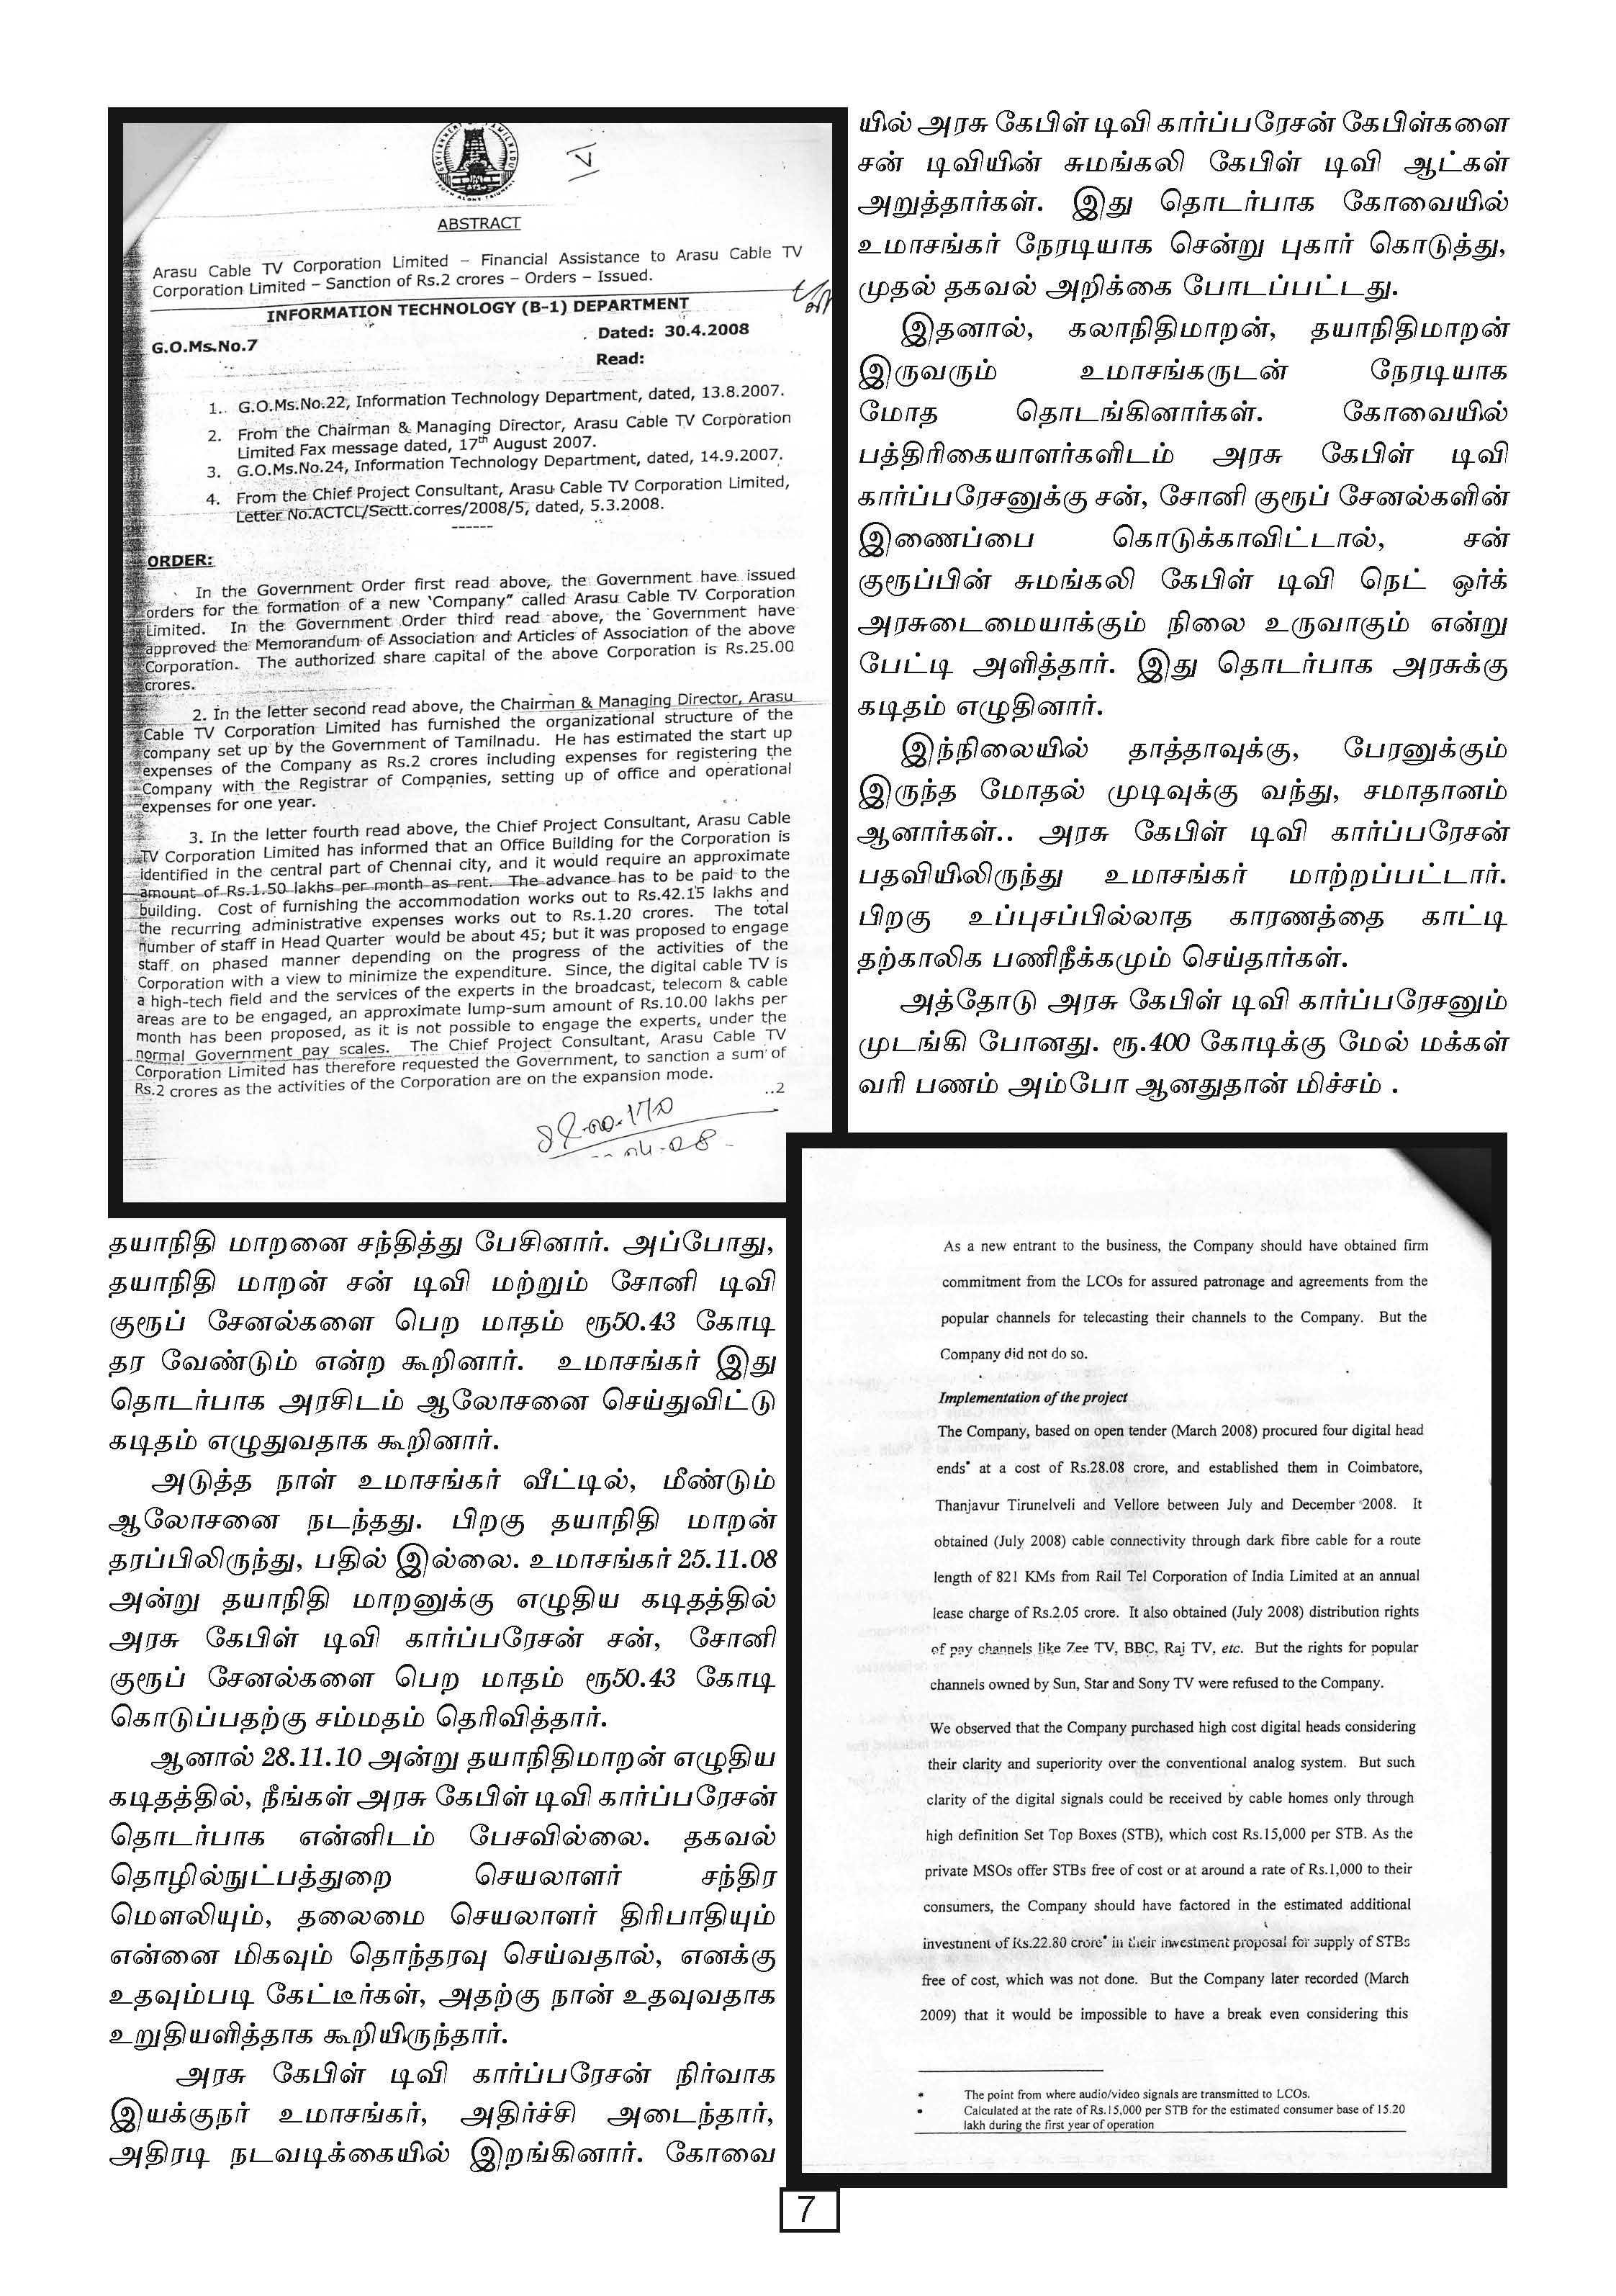 ABSTRACT
Arasu Cable TV Corporation Limited – Financial Assistance to Arasu Cable TV
Corporation Limited – Sanction of Rs.2 crores – Orders – Issued.
INFORMATION TECHNOLOGY (B-1) DEPARTMENT
G.O.Ms.No.7
Dated: 30.4.2008
Read:
1. G.O.Ms.No.22, Information Technology Department, dated, 13.8.2007.
2. From the Chairman & Managing Director, Arasu Cable TV Corporation
Limited Fax message dated, 17th August 2007.
3. G.O.Ms.No.24, Information Technology Department, dated, 14.9.2007.
4. From the Chief Project Consultant, Arasu Cable TV Corporation Limited,
Letter No.ACTCL/Sectt.corres/2008/5, dated, 5.3.2008.
------
ORDER:
In the Government Order first read above, the Government have issued
orders for the formation of a new ‘Company” called Arasu Cable TV Corporation
Limited. In the Government Order third read above, the Government have
approved the Memorandum of Association and Articles of Association of the above
Corporation. The authorized share capital of the above Corporation is Rs.25.00
crores.
2. In the letter second read above, the Chairman & Managing Director, Arasu
Cable TV Corporation Limited has furnished the organizational structure of the
company set up by the Government of Tamilnadu. He has estimated the start up
expenses of the Company as Rs.2 crores including expenses for registering the
Company with the Registrar of Companies, setting up of office and operational
expenses for one year.
3. In the letter fourth read above, the Chief Project Consultant, Arasu Cable
TV Corporation Limited has informed that an Office Building for the Corporation is
identified in the central part of Chennai city, and it would require an approximate
amount of Rs.1.50 lakhs per month as rent. The advance has to be paid to the
building. Cost of furnishing the accommodation works out to Rs.42.15 lakhs and
the recurring administrative expenses works out to Rs.1.20 crores. The total
number of staff in Head Quarter would be about 45; but it was proposed to engage
staff on phased manner depending on the progress of the activities of the
Corporation with a view to minimize the expenditure. Since, the digital cable TV is
a high-tech field and the services of the experts in the broadcast, telecom & cable
areas are to be engaged, an approximate lump-sum amount of Rs.10.00 lakhs per
month has been proposed, as it is not possible to engage the experts, under the
normal Government pay scales. The Chief Project Consultant, Arasu Cable TV
Corporation Limited has therefore requested the Government, to sanction a sum of
Rs.2 crores as the activities of the Corporation are on the expansion mode.
..2
தயாநிதி மாறனை சந்தித்து பேசினார். அப்போது,
தயாநிதி மாறன் சன் டிவி மற்றும் சோனி டிவி
குரூப் சேனல்களை பெற மாதம் ரூ50.43 கோடி
தர வேண்டும் என்ற கூறினார். உமாசங்கர் இது
தொடர்பாக அரசிடம் ஆலோசனை செய்துவிட்டு
கடிதம் எழுதுவதாக கூறினார்.
அடுத்த நாள் உமாசங்கர் வீட்டில், மீண்டும்
ஆலோசனை நடந்தது. பிறகு தயாநிதி மாறன்
தரப்பிலிருந்து, பதில் இல்லை. உமாசங்கர் 25.11.08
அன்று தயாநிதி மாறனுக்கு எழுதிய கடிதத்தில்
அரசு கேபிள் டிவி கார்ப்பரேசன் சன், சோனி
குரூப் சேனல்களை பெற மாதம் ரூ50.43 கோடி
கொடுப்பதற்கு சம்மதம் தெரிவித்தார்.
ஆனால் 28.11.10 அன்று தயாநிதிமாறன் எழுதிய
கடிதத்தில், நீங்கள் அரசு கேபிள் டிவி கார்ப்பரேசன்
தொடர்பாக என்னிடம் பேசவில்லை. தகவல்
தொழில்நுட்பத்துறை செயலாளர் சந்திர
மௌலியும், தலைமை செயலாளர் திரிபாதியும்
என்னை மிகவும் தொந்தரவு செய்வதால், எனக்கு
உதவும்படி கேட்டீர்கள், அதற்கு நான் உதவுவதாக
உறுதியளித்தாக கூறியிருந்தார்.
அரசு கேபிள் டிவி கார்ப்பரேசன் நிர்வாக
இயக்குநர் உமாசங்கர், அதிர்ச்சி அடைந்தார்,
அதிரடி நடவடிக்கையில் இறங்கினார். கோவை
யில் அரசு கேபிள் டிவி கார்ப்பரேசன் கேபிள்களை
சன் டிவியின் சுமங்கலி கேபிள் டிவி ஆட்கள்
அறுத்தார்கள். இது தொடர்பாக கோவையில்
உமாசங்கர் நேரடியாக சென்று புகார் கொடுத்து,
முதல் தகவல் அறிக்கை போடப்பட்டது.
இதனால், கலாநிதிமாறன், தயாநிதிமாறன்
இருவரும் உமாசங்கருடன் நேரடியாக
மோத தொடங்கினார்கள். கோவையில்
பத்திரிகையாளர்களிடம் அரசு கேபிள் டிவி
கார்ப்பரேசனுக்கு சன், சோனி குரூப் சேனல்களின்
இணைப்பை கொடுக்காவிட்டால், சன்
குரூப்பின் சுமங்கலி கேபிள் டிவி நெட் ஒர்க்
அரசுடைமையாக்கும் நிலை உருவாகும் என்று
பேட்டி அளித்தார். இது தொடர்பாக அரசுக்கு
கடிதம் எழுதினார்.
இந்நிலையில் தாத்தாவுக்கு, பேரனுக்கும்
இருந்த மோதல் முடிவுக்கு வந்து, சமாதானம்
ஆனார்கள்.. அரசு கேபிள் டிவி கார்ப்பரேசன்
பதவியிலிருந்து உமாசங்கர் மாற்றப்பட்டார்.
பிறகு உப்புசப்பில்லாத காரணத்தை காட்டி
தற்காலிக பணிநீக்கமும் செய்தார்கள்.
அத்தோடு அரசு கேபிள் டிவி கார்ப்பரேசனும்
முடங்கி போனது. ரூ.400 கோடிக்கு மேல் மக்கள்
வரி பணம் அம்போ ஆனதுதான் மிச்சம் .
As a new entrant to the business, the Company should have obtained firm
commitment from the LCOs for assured patronage and agreements from the
popular channels for telecasting their channels to the Company. But the
Company did not do so.
Implementation of the project
The Company, based on open tender (March 2008) procured four digital head
ends* at a cost of Rs.28.08 crore, and established them in Coimbatore,
Thanjavur Tirunelveli and Vellore between July and December 2008. It
obtained (July 2008) cable connectivity through dark fibre cable for a route
length of 821 KMs from Rail Tel Corporation of India Limited at an annual
lease charge of Rs.2.05 crore. It also obtained (July 2008) distribution rights
of pay channels like Zee TV, BBC, Raj TV, etc. But the rights for popular
channels owned by Sun, Star and Sony TV were refused to the Company.
We observed that the Company purchased high cost digital heads considering
their clarity and superiority over the conventional analog system. But such
clarity of the digital signals could be received by cable homes only through
high definition Set Top Boxes (STB), which cost Rs.15,000 per STB. As the
private MSOs offer STBs free of cost or at around a rate of Rs.1,000 to their
consumers, the Company should have factored in the estimated additional
investment of Rs.22.80 crore* in their investment proposal for supply of STBs
free of cost, which was not done. But the Company later recorded (March
2009) that it would be impossible to have a break even considering this
* The point from where audio/video signals are transmitted to LCOs.
* Calculated at the rate of Rs.15,000 per STB for the estimated consumer base of 15.20
lakh during the first year of operation
7